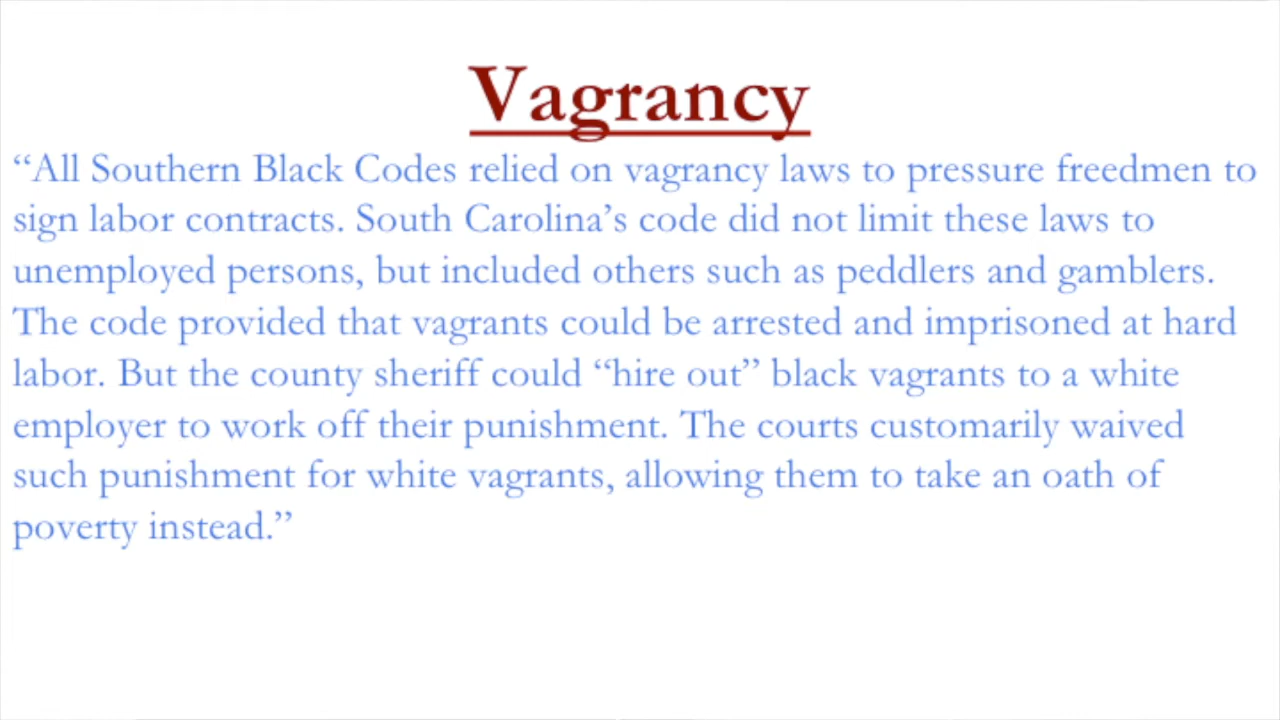 Vagrancy
“All Southern Black Codes relied on vagrancy laws to pressure freedmen to
sign labor contracts. South Carolina’s code did not limit these laws to
unemployed persons, but included others such as peddlers and gamblers.
The code provided that vagrants could be arrested and imprisoned at hard
labor. But the county sheriff could “hire out” black vagrants to a white
employer to work off their punishment. The courts customarily waived
such punishment for white vagrants, allowing them to take an oath of
poverty instead.”